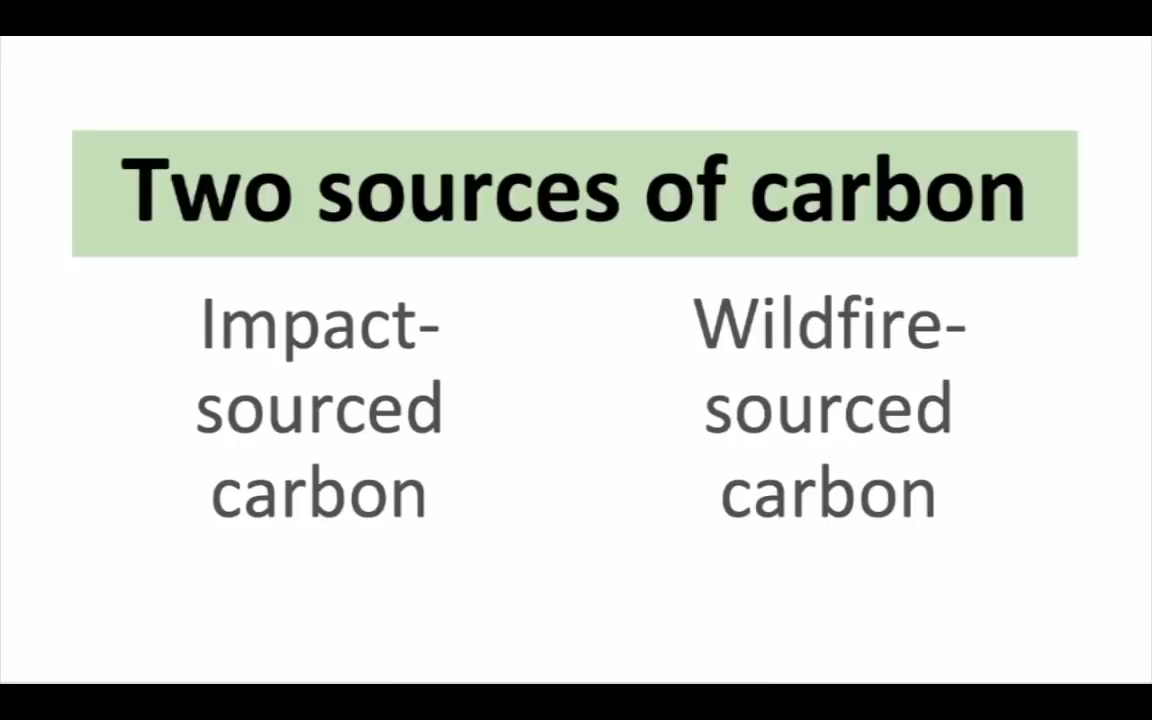 Two sources of carbon
Impact-
sourced
carbon
Wildfire-
sourced
carbon